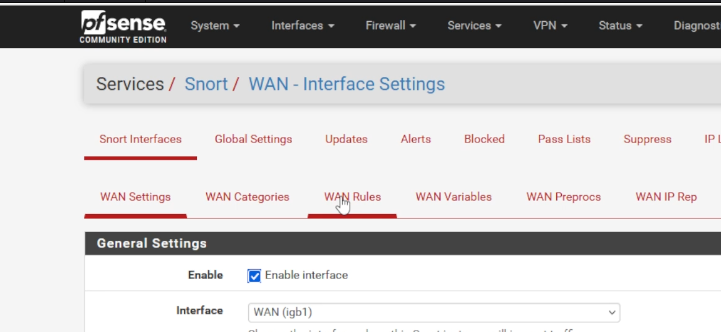 pfsense System Interfaces Firewall Services VPN Status Diagnost
COMMUNITY EDITION
Services / Snort / WAN - Interface Settings
Snort Interfaces Global Settings Updates Alerts Blocked Pass Lists Suppress IP L
WAN Settings WAN Categories WAN Rules WAN Variables WAN Preprocs WAN IP Rep
General Settings
Enable Enable interface
Interface WAN (igb1)